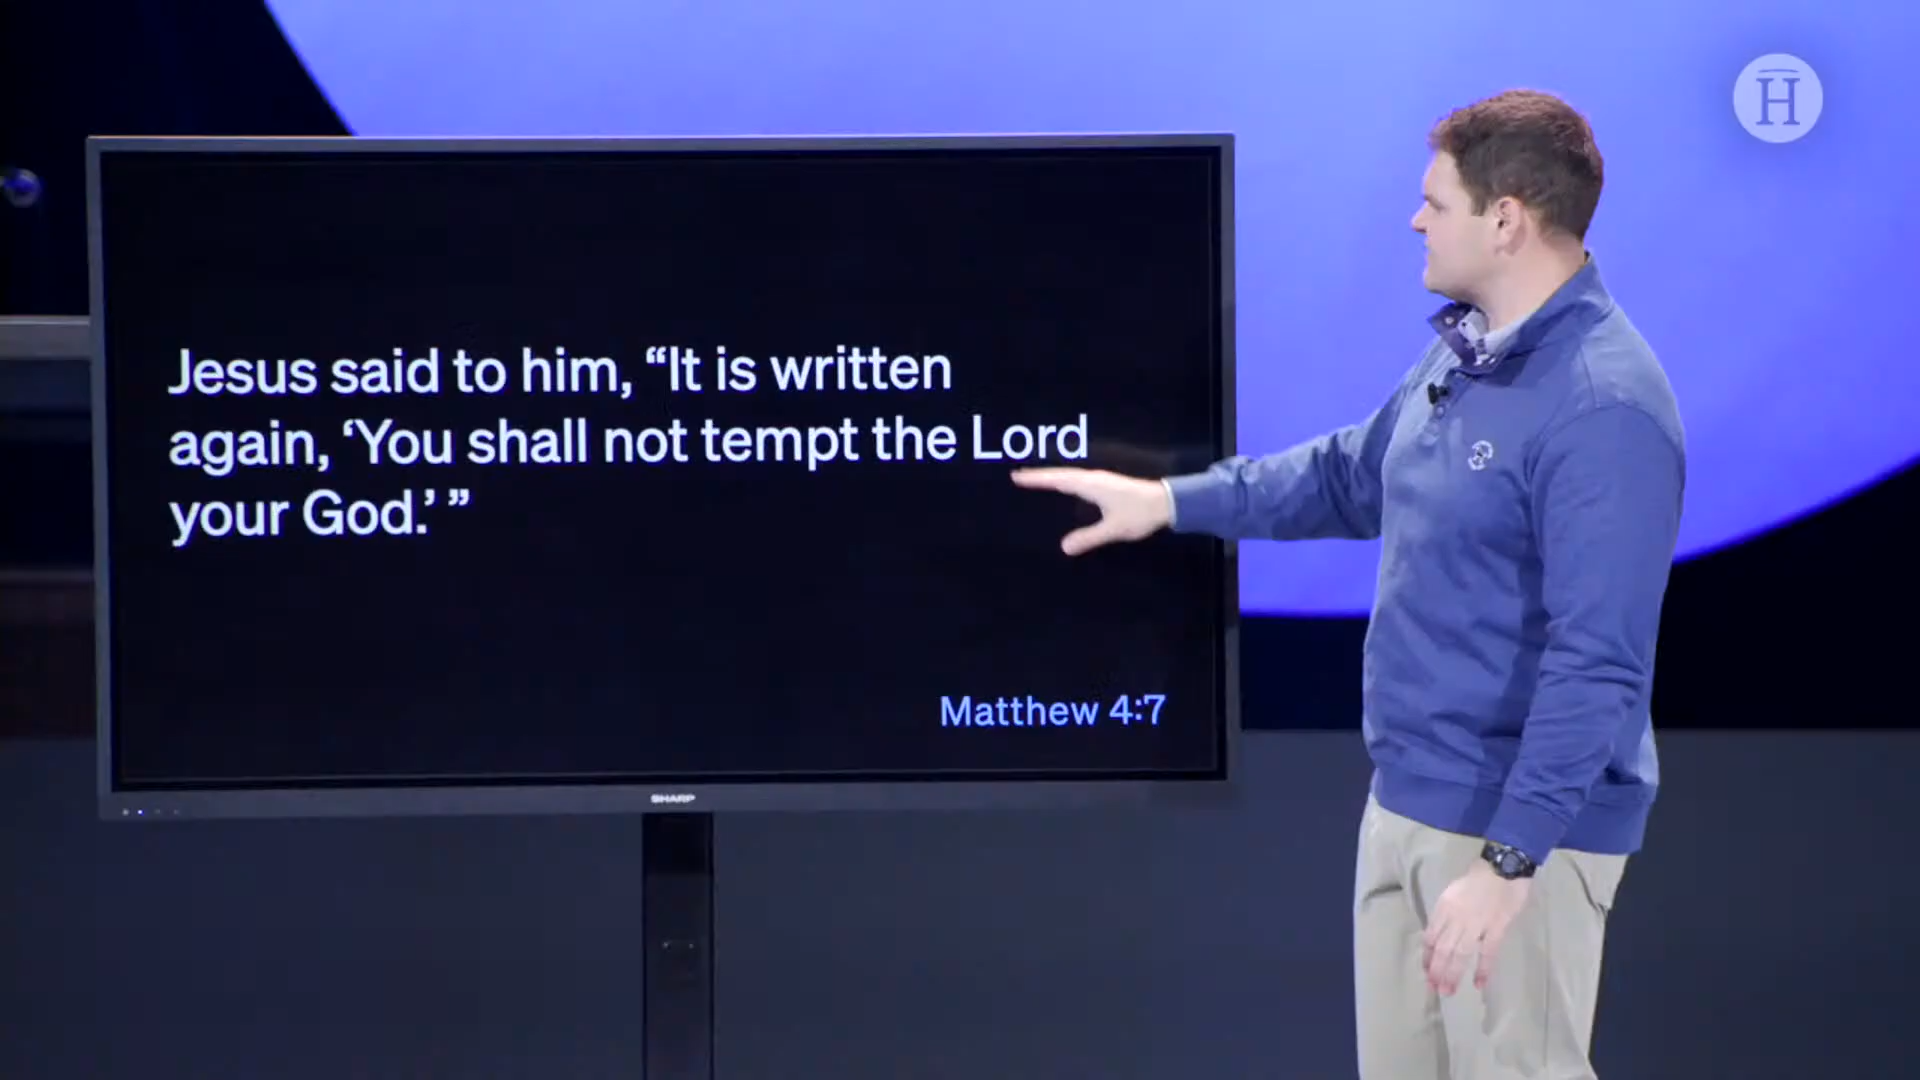 H
Jesus said to him, “It is written
again, ‘You shall not tempt the Lord
your God.’ ”
Matthew 4:7
SHARP